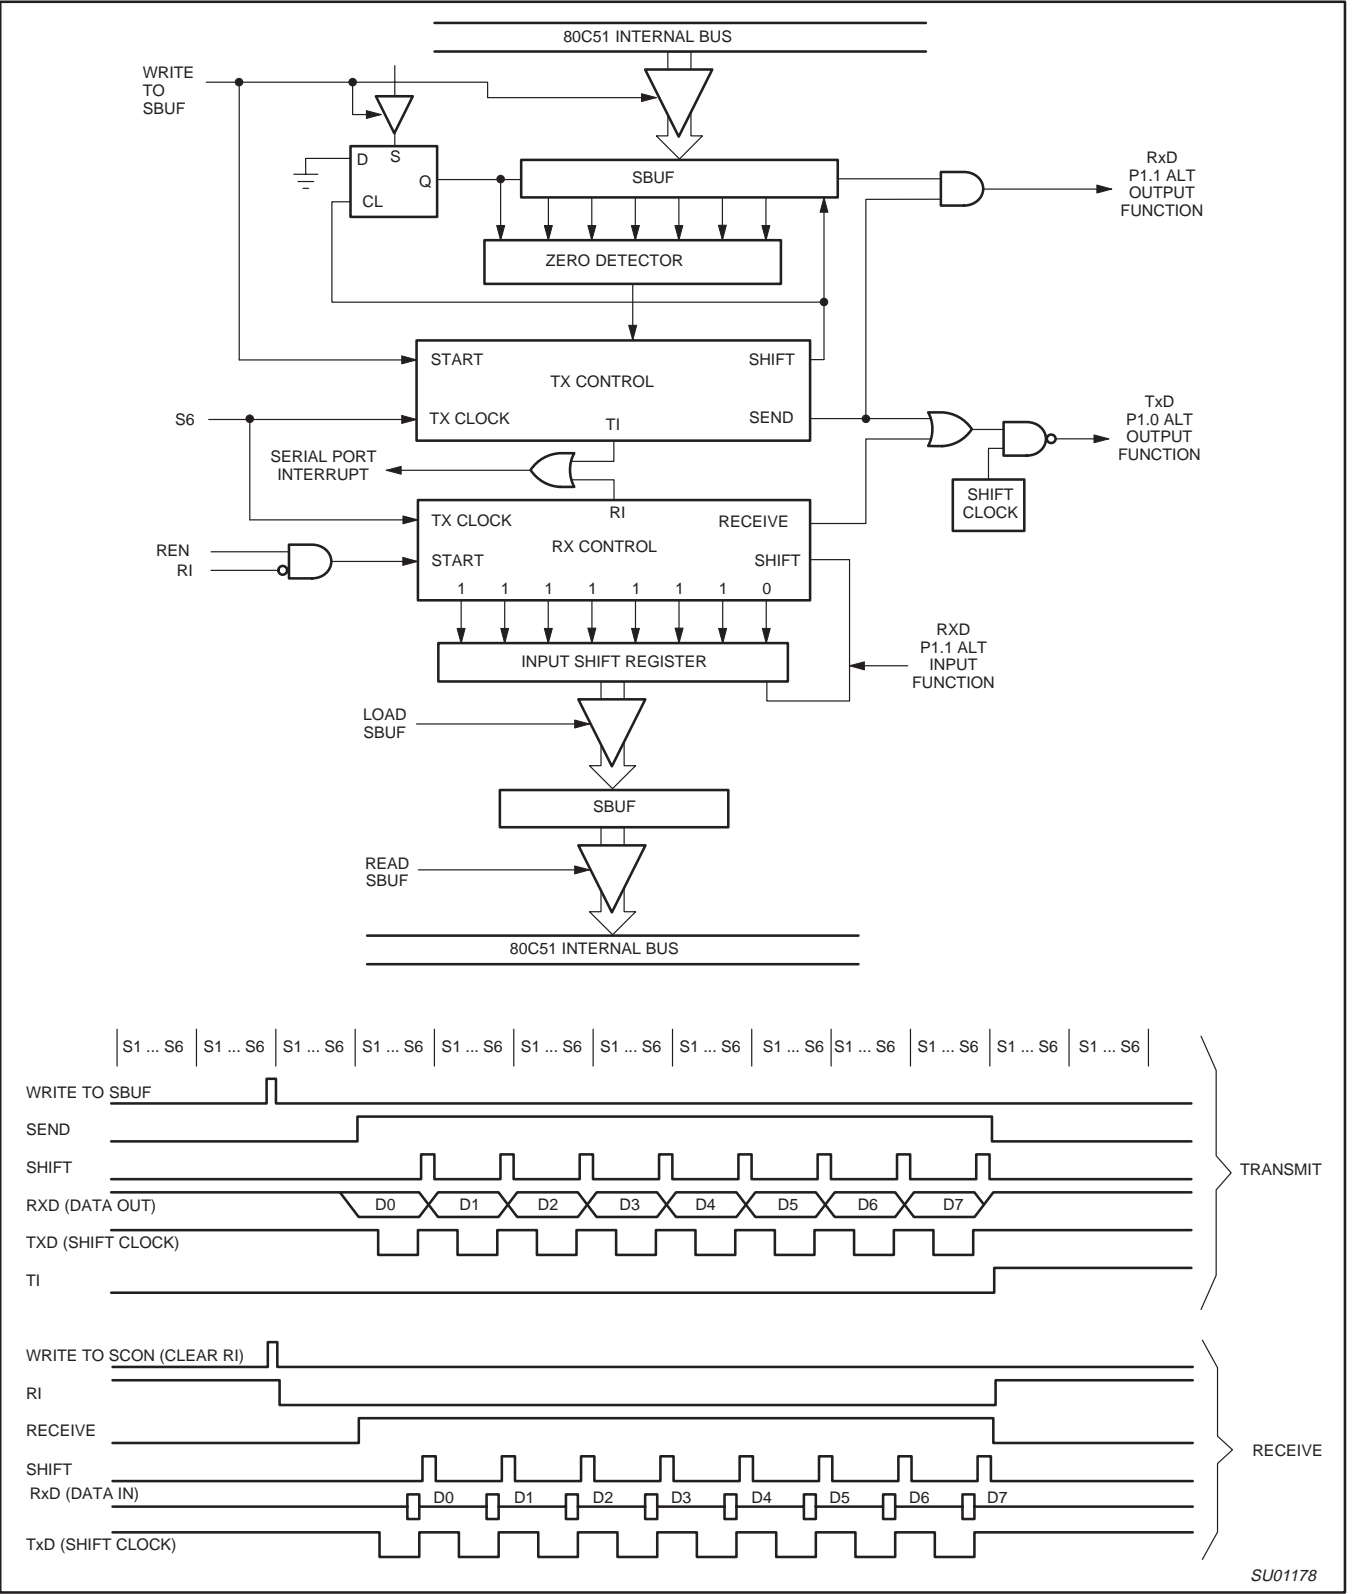 80C51 INTERNAL BUS
WRITE
TO
SBUF
D
S
Q
CL
SBUF
RxD
P1.1 ALT
OUTPUT
FUNCTION
ZERO DETECTOR
START
SHIFT
TX CONTROL
S6
TX CLOCK
TI
SEND
TxD
P1.0 ALT
OUTPUT
FUNCTION
SERIAL PORT
INTERRUPT
SHIFT
CLOCK
TX CLOCK
RI
RECEIVE
RX CONTROL
REN
RI
START
SHIFT
1 1 1 1 1 1 1 0
INPUT SHIFT REGISTER
RXD
P1.1 ALT
INPUT
FUNCTION
LOAD
SBUF
SBUF
READ
SBUF
80C51 INTERNAL BUS
S1 ... S6 S1 ... S6 S1 ... S6 S1 ... S6 S1 ... S6 S1 ... S6 S1 ... S6 S1 ... S6 S1 ... S6 S1 ... S6 S1 ... S6 S1 ... S6 S1 ... S6
WRITE TO SBUF
SEND
SHIFT
TRANSMIT
RXD (DATA OUT) D0 D1 D2 D3 D4 D5 D6 D7
TXD (SHIFT CLOCK)
TI
WRITE TO SCON (CLEAR RI)
RI
RECEIVE
RECEIVE
SHIFT
RxD (DATA IN) D0 D1 D2 D3 D4 D5 D6 D7
TxD (SHIFT CLOCK)
SU01178